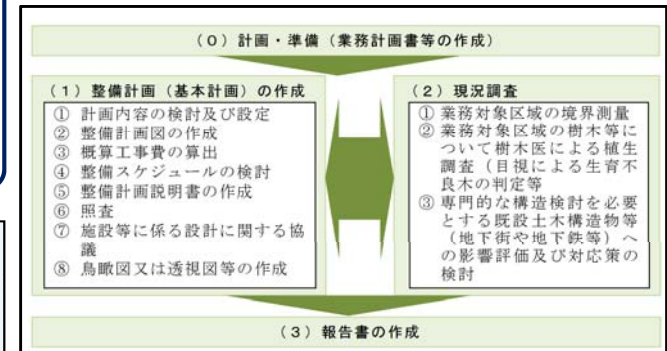 (0) 計画・準備（業務計画書等の作成）
(1) 整備計画（基本計画）の作成
① 計画内容の検討及び設定
② 整備計画図の作成
③ 概算工事費の算出
④ 整備スケジュールの検討
⑤ 整備計画説明書の作成
⑥ 照査
⑦ 施設等に係る設計に関する協
議
⑧ 鳥瞰図又は透視図等の作成
(2) 現況調査
① 業務対象区域の境界測量
② 業務対象区域の樹木等に
ついて樹木医による植生
調査（目視による生育不
良木の判定等
③ 専門的な構造検討を必要
とする既設土木構造物等
（地下街や地下鉄等）へ
の影響評価及び対応策の
検討
(3) 報告書の作成